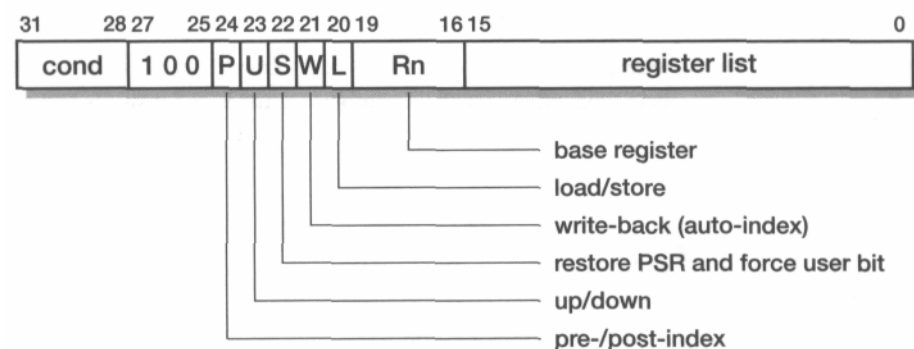 31 28 27 25 24 23 22 21 20 19 16 15 0
cond 1 0 0 P U S W L Rn register list
base register
load/store
write-back (auto-index)
restore PSR and force user bit
up/down
pre-/post-index